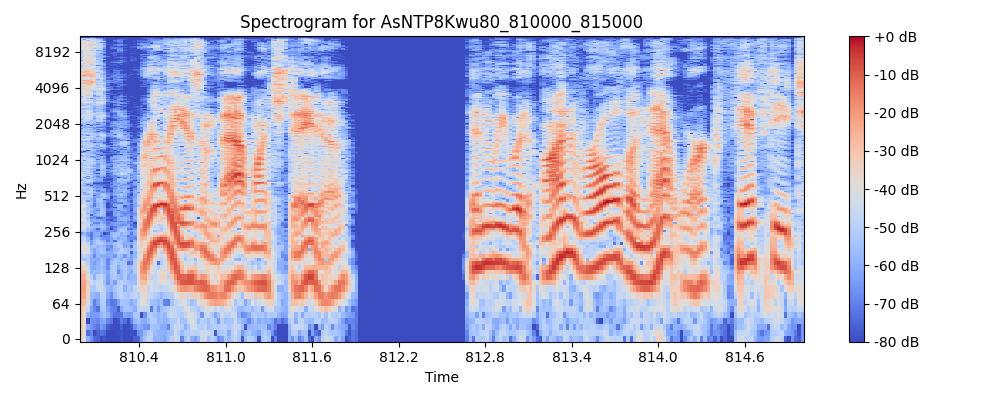 Spectrogram for AsNTP8Kwu80_810000_815000
Hz
8192
4096
2048
1024
512
256
128
64
0
810.4 811.0 811.6 812.2 812.8 813.4 814.0 814.6
Time
+0 dB
-10 dB
-20 dB
-30 dB
-40 dB
-50 dB
-60 dB
-70 dB
-80 dB